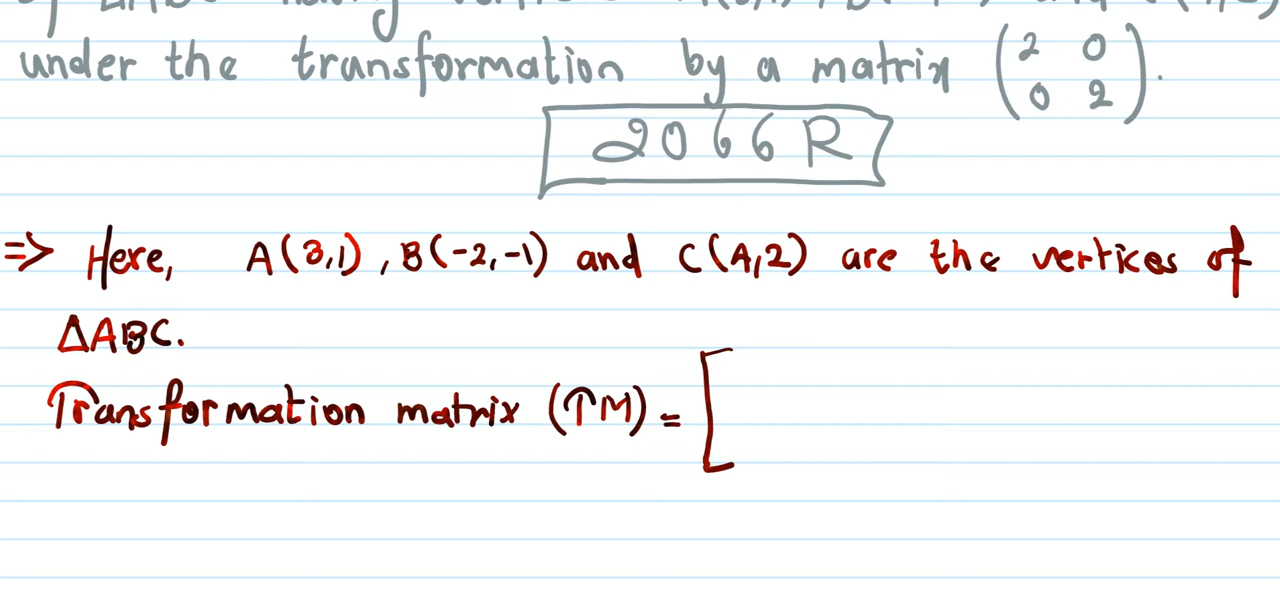 under the transformation by a matrix (2 0
0 2).
2066 R
=> Here, A(3,1), B(-2,-1) and C(A,2) are the vertices of
ΔABC.
Transformation matrix (TM) = [